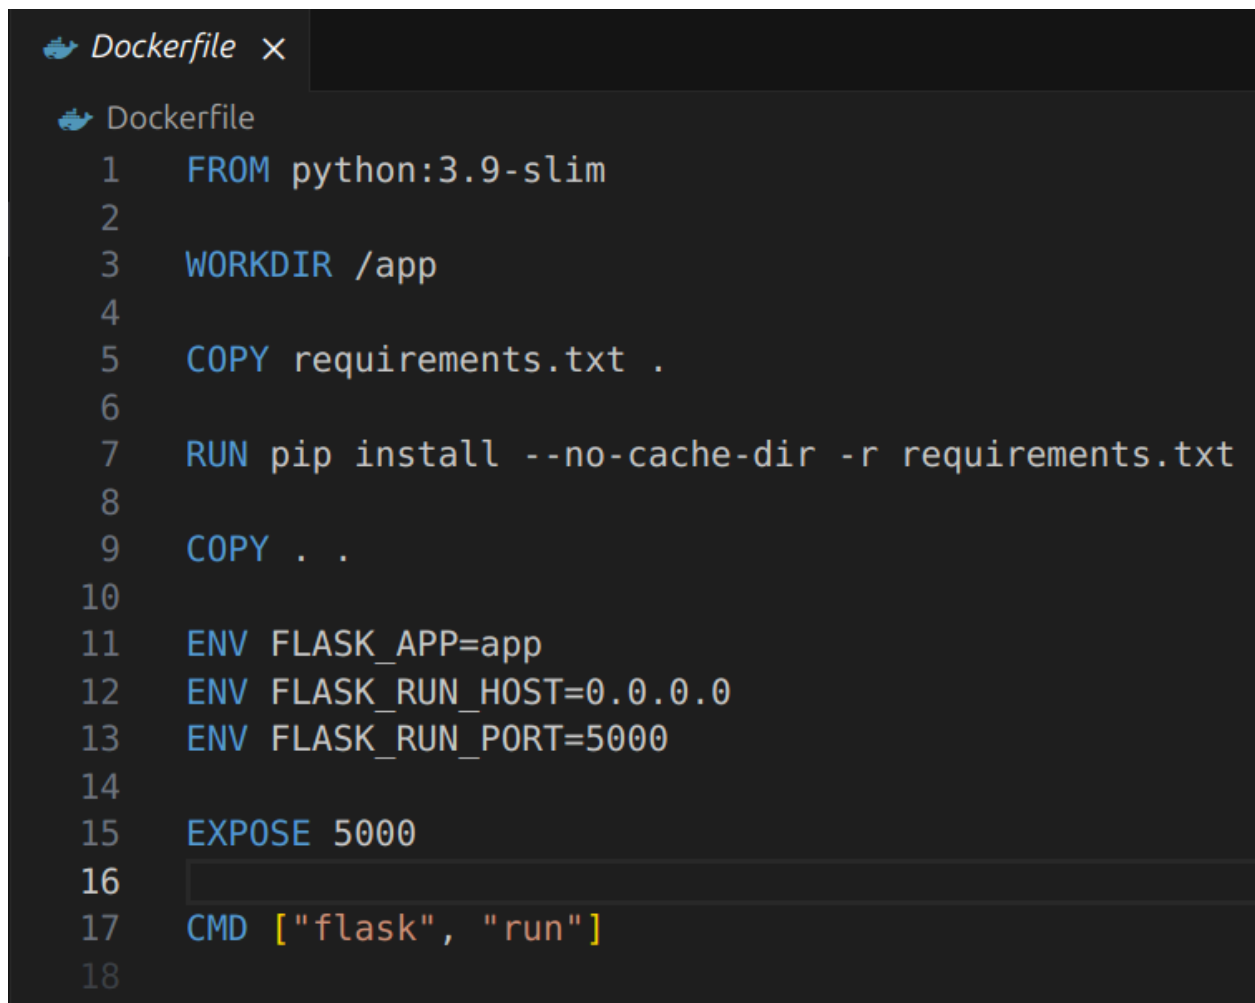 Dockerfile ×
Dockerfile
1 FROM python:3.9-slim
2
3 WORKDIR /app
4
5 COPY requirements.txt .
6
7 RUN pip install --no-cache-dir -r requirements.txt
8
9 COPY . .
10
11 ENV FLASK_APP=app
12 ENV FLASK_RUN_HOST=0.0.0.0
13 ENV FLASK_RUN_PORT=5000
14
15 EXPOSE 5000
16
17 CMD ["flask", "run"]
18